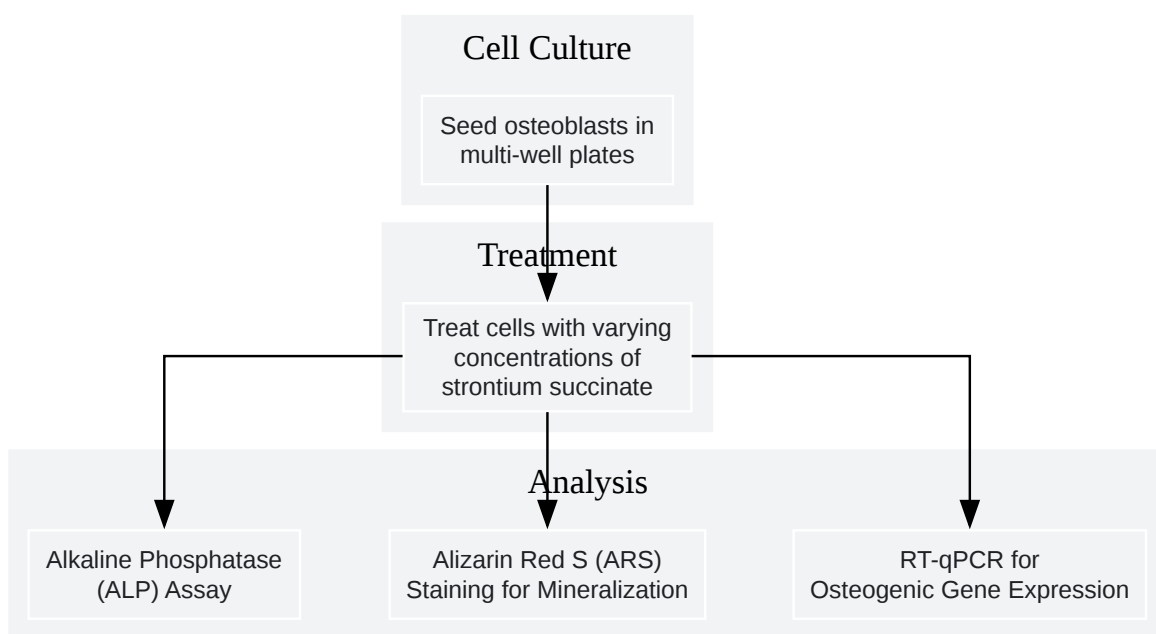 Cell Culture
Seed osteoblasts in
multi-well plates
Treatment
Treat cells with varying
concentrations of
strontium succinate
Analysis
Alkaline Phosphatase
(ALP) Assay
Alizarin Red S (ARS)
Staining for Mineralization
RT-qPCR for
Osteogenic Gene Expression